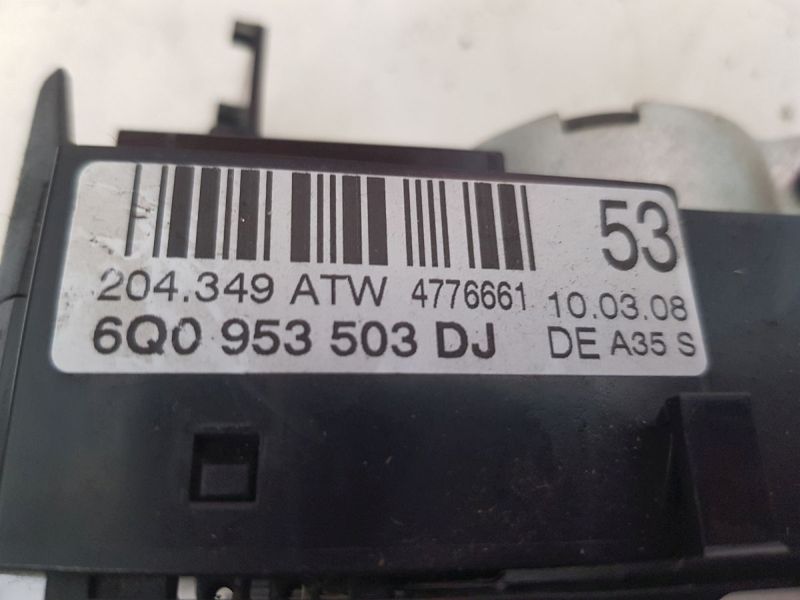 53
204.349 ATW 4776661 10.03.08
6Q0 953 503 DJ DE A35 S